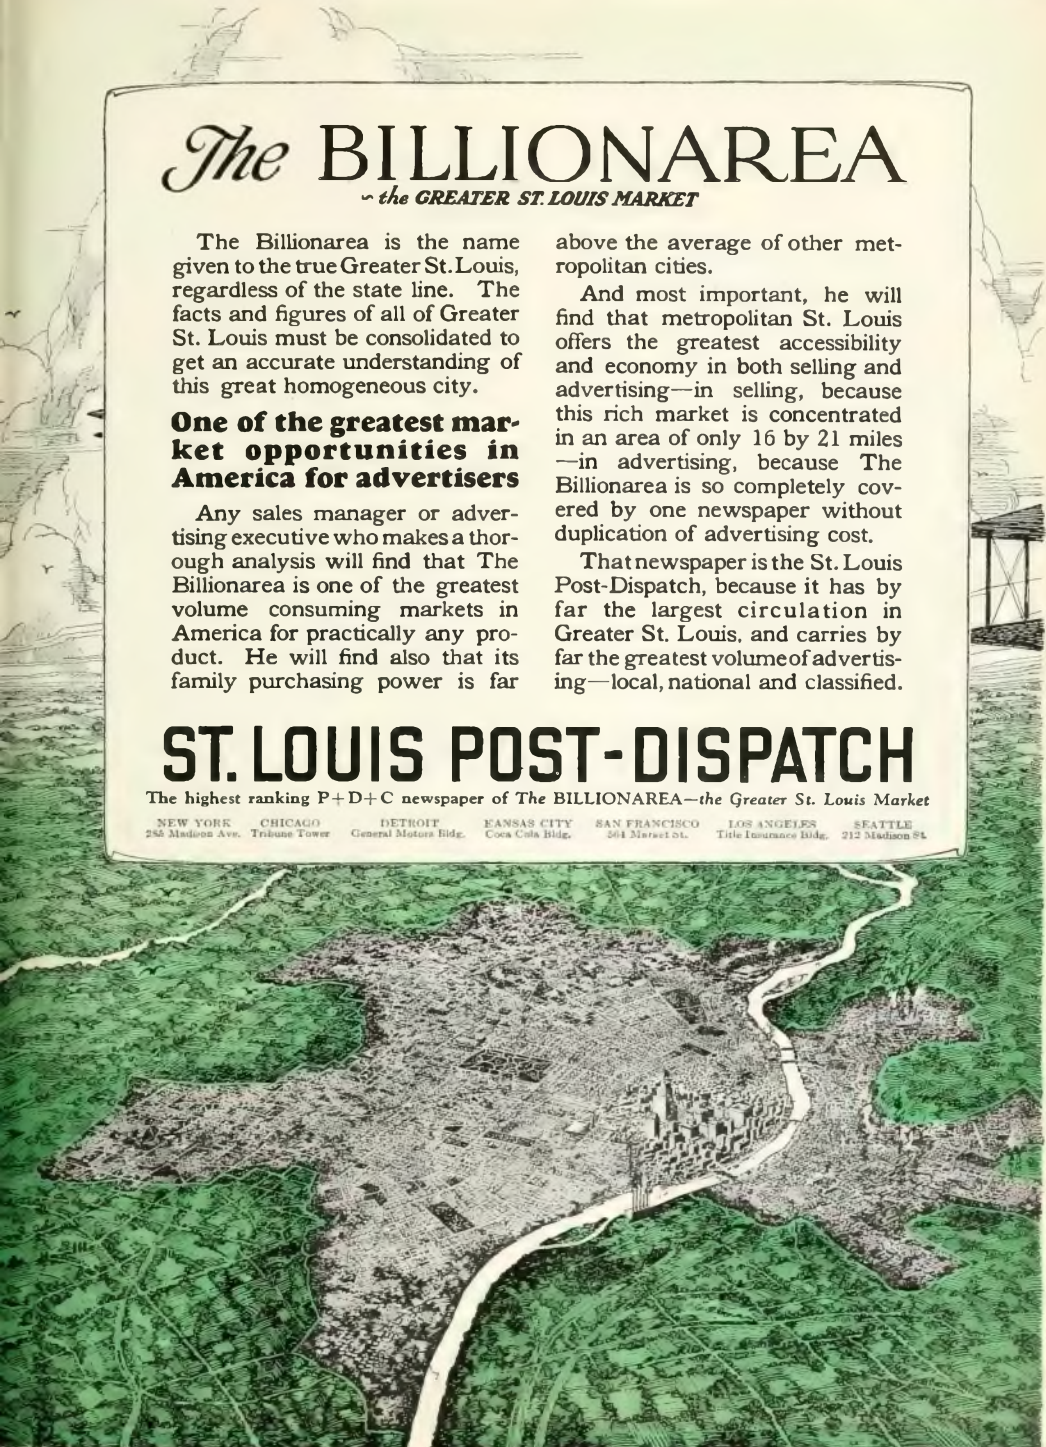 The BILLIONAREA
~ the GREATER ST. LOUIS MARKET
The Billionarea is the name
given to the true Greater St. Louis,
regardless of the state line. The
facts and figures of all of Greater
St. Louis must be consolidated to
get an accurate understanding of
this great homogeneous city.
One of the greatest mar-
ket opportunities in
America for advertisers
Any sales manager or adver-
tising executive who makes a thor-
ough analysis will find that The
Billionarea is one of the greatest
volume consuming markets in
America for practically any pro-
duct. He will find also that its
family purchasing power is far
above the average of other met-
ropolitan cities.
And most important, he will
find that metropolitan St. Louis
offers the greatest accessibility
and economy in both selling and
advertising—in selling, because
this rich market is concentrated
in an area of only 16 by 21 miles
—in advertising, because The
Billionarea is so completely cov-
ered by one newspaper without
duplication of advertising cost.
That newspaper is the St. Louis
Post-Dispatch, because it has by
far the largest circulation in
Greater St. Louis, and carries by
far the greatest volume of advertis-
ing—local, national and classified.
ST. LOUIS POST-DISPATCH
The highest ranking P+D+C newspaper of The BILLIONAREA—the Greater St. Louis Market
NEW YORK CHICAGO DETROIT KANSAS CITY SAN FRANCISCO LOS ANGELES SEATTLE
285 Madison Ave. Tribune Tower General Motors Bldg. Coca Cola Bldg. 564 Market St. Title Insurance Bldg. 212 Madison St.